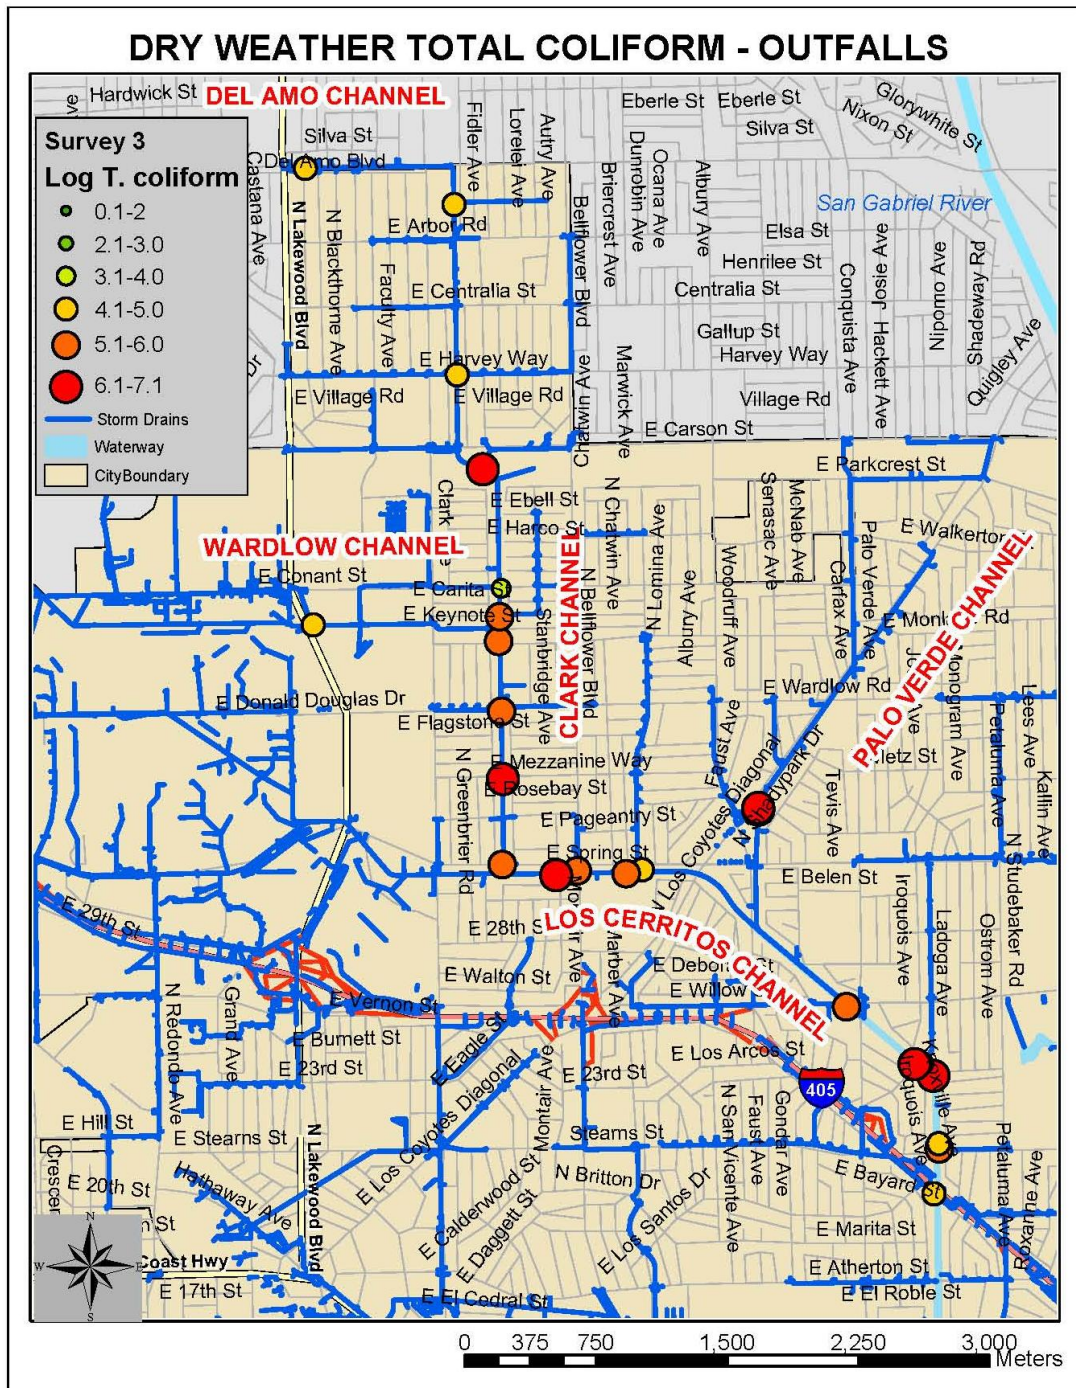 DRY WEATHER TOTAL COLIFORM - OUTFALLS
Hardwick St
DEL AMO CHANNEL
Silva St
Del Amo Blvd
Castana Ave
Fidler Ave
Lorelei Ave
Autry Ave
Eberle St
Eberle St
Silva St
Glorywhite St
Nixon St
Briercrest Ave
Dunrobin Ave
Ocana Ave
Albury Ave
San Gabriel River
Survey 3
Log T. coliform
0.1-2
2.1-3.0
3.1-4.0
4.1-5.0
5.1-6.0
6.1-7.1
Storm Drains
Waterway
CityBoundary
N Lakewood Blvd
N Blackthorne Ave
Faculty Ave
E Arbor Rd
E Centralia St
E Harvey Way
E Village Rd
E Village Rd
Bellflower Blvd
Chatwin Ave
Marwick Ave
Elsa St
Henrilee St
Centralia St
Gallup St
Harvey Way
Village Rd
E Carson St
Conquista Ave
Josie Ave
Hackett Ave
Nipomo Ave
Shadeway Rd
Quigley Ave
E Parkcrest St
E Ebell St
E Harco St
Clark
WARDLOW CHANNEL
E Conant St
E Carita St
E Keynote St
CLARK CHANNEL
Stanbridge Ave
N Bellflower Blvd
N Chatwin Ave
N Lomina Ave
Albury Ave
Woodruff Ave
Senasac Ave
McNab Ave
Carfax Ave
Palo Verde Ave
E Walkerton
PALO VERDE CHANNEL
E Wardlow Rd
Monogram Ave
Petaluma Ave
Lees Ave
Kallin Ave
E Donald Douglas Dr
E Flagstone St
E Mezzanine Way
E Rosebay St
E Pageantry St
E Spring St
N Greenbrier Rd
Faust Ave
N Los Coyotes Diagonal
N Shadypark Dr
Tevis Ave
E Belen St
N Studebaker Rd
Iroquois Ave
Ladoga Ave
Ostrom Ave
E 29th St
E 28th St
LOS CERRITOS CHANNEL
E Walton St
Marber Ave
E Willow
E Vernon St
N Redondo Ave
Grand Ave
E Burnett St
E 23rd St
E Eagle St
E 23rd St
E Los Arcos St
405
Knoxville Ave
Iroquois Ave
E Hill St
E Stearns St
N Lakewood Blvd
E Los Coyotes Diagonal
Montair Ave
Stearns St
N San Vicente Ave
Faust Ave
Gondar Ave
E 20th St
Hathaway Ave
E Calderwood St
E Daggett St
N Britton Dr
E Los Santos Dr
E Bayard St
Petaluma Ave
Roxanne Ave
E Marita St
E Atherton St
E El Roble St
Coast Hwy
E 17th St
E El Cedral St
N
W
E
S
0 375 750 1,500 2,250 3,000
Meters